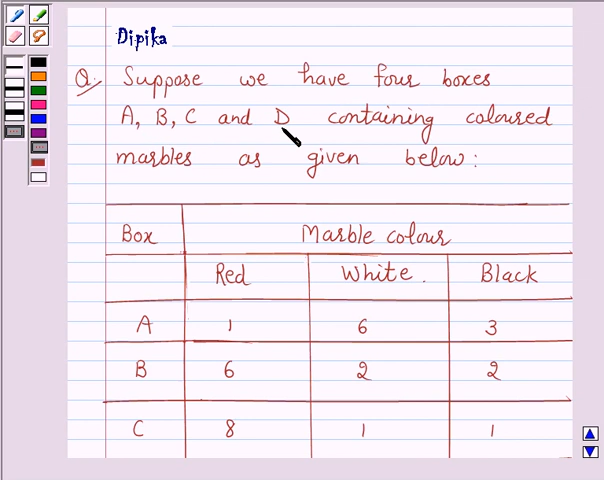 Dipika
Q. Suppose we have four boxes
A, B, C and D containing coloured
marbles as given below:
Box Marble colour
Red White. Black
A 1 6 3
B 6 2 2
C 8 1 1